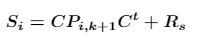 S_i = CP_{i,k+1}C^t + R_s